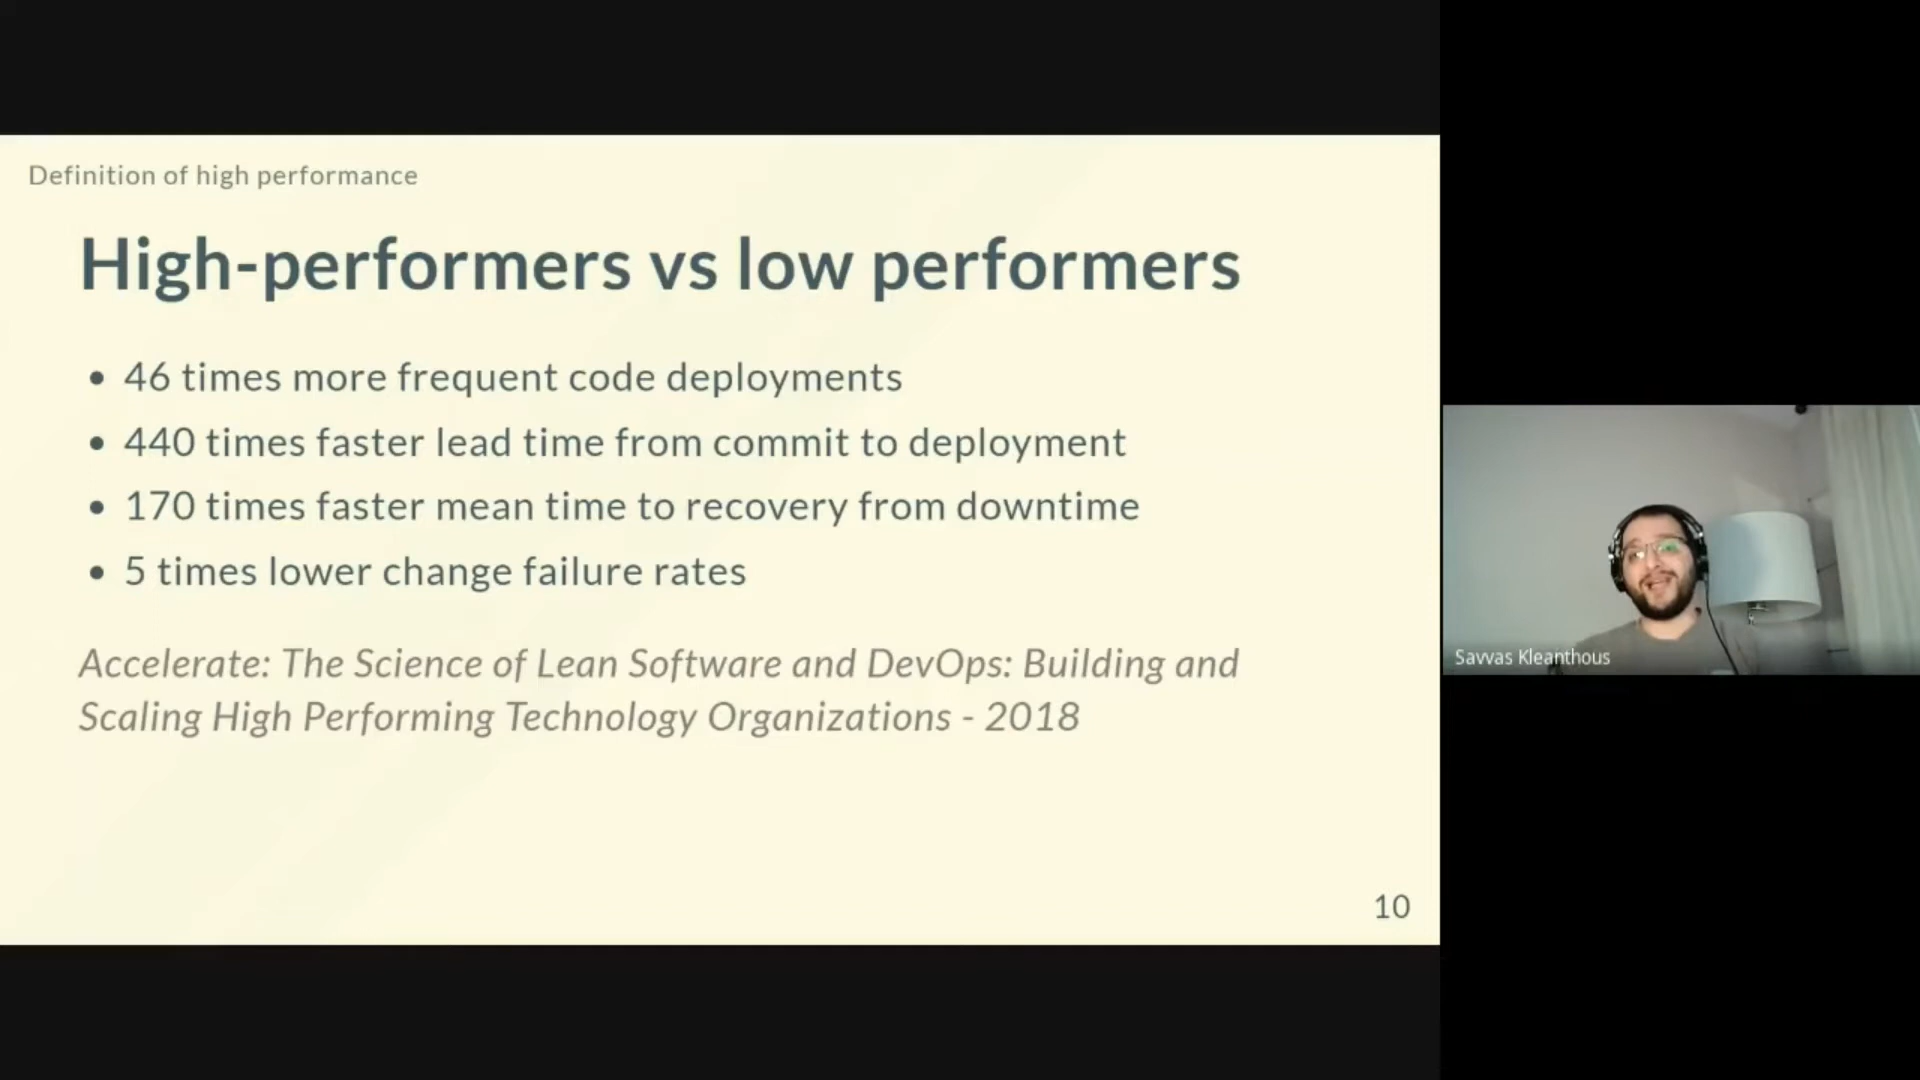 Definition of high performance
High-performers vs low performers
• 46 times more frequent code deployments
• 440 times faster lead time from commit to deployment
• 170 times faster mean time to recovery from downtime
• 5 times lower change failure rates
Accelerate: The Science of Lean Software and DevOps: Building and
Scaling High Performing Technology Organizations - 2018
10
Savvas Kleanthous